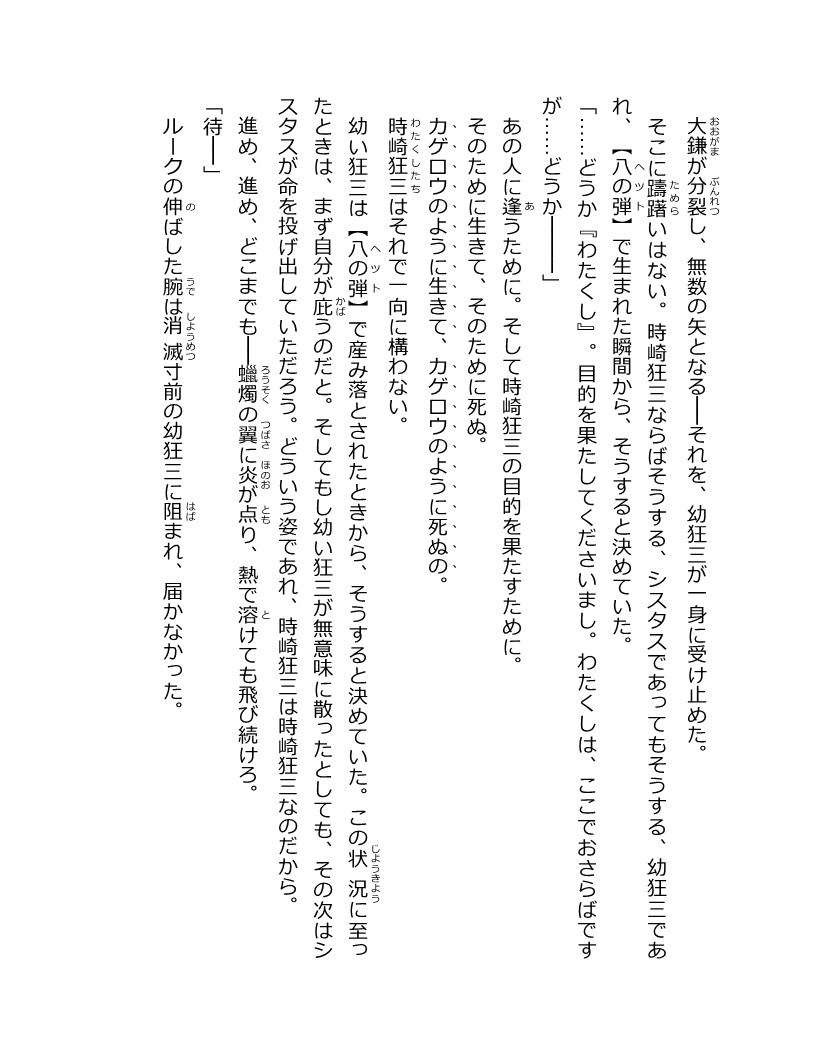 大鎌が分裂し、無数の矢となる――それを、幼狂三が一身に受け止めた。
そこに躊躇いはない。時崎狂三ならばそうする、シスタスであってもそうする、幼狂三であ
れ、【八の弾】で生まれた瞬間から、そうすると決めていた。
「……どうか『わたくし』。目的を果たしてくださいまし。わたくしは、ここでおさらばです
が……どうか――――」
あの人に逢うために。そして時崎狂三の目的を果たすために。
そのために生きて、そのために死ぬ。
カゲロウのように生きて、カゲロウのように死ぬの。
時崎狂三はそれで一向に構わない。
幼い狂三は【八の弾】で産み落とされたときから、そうすると決めていた。この状況に至っ
たときは、まず自分が庇うのだと。そしてもし幼い狂三が無意味に散ったとしても、その次はシ
スタスが命を投げ出していただろう。どういう姿であれ、時崎狂三は時崎狂三なのだから。
進め、進め、どこまでも――蠟燭の翼に炎が点り、熱で溶けても飛び続けろ。
「待――」
ルークの伸ばした腕は消滅寸前の幼狂三に阻まれ、届かなかった。